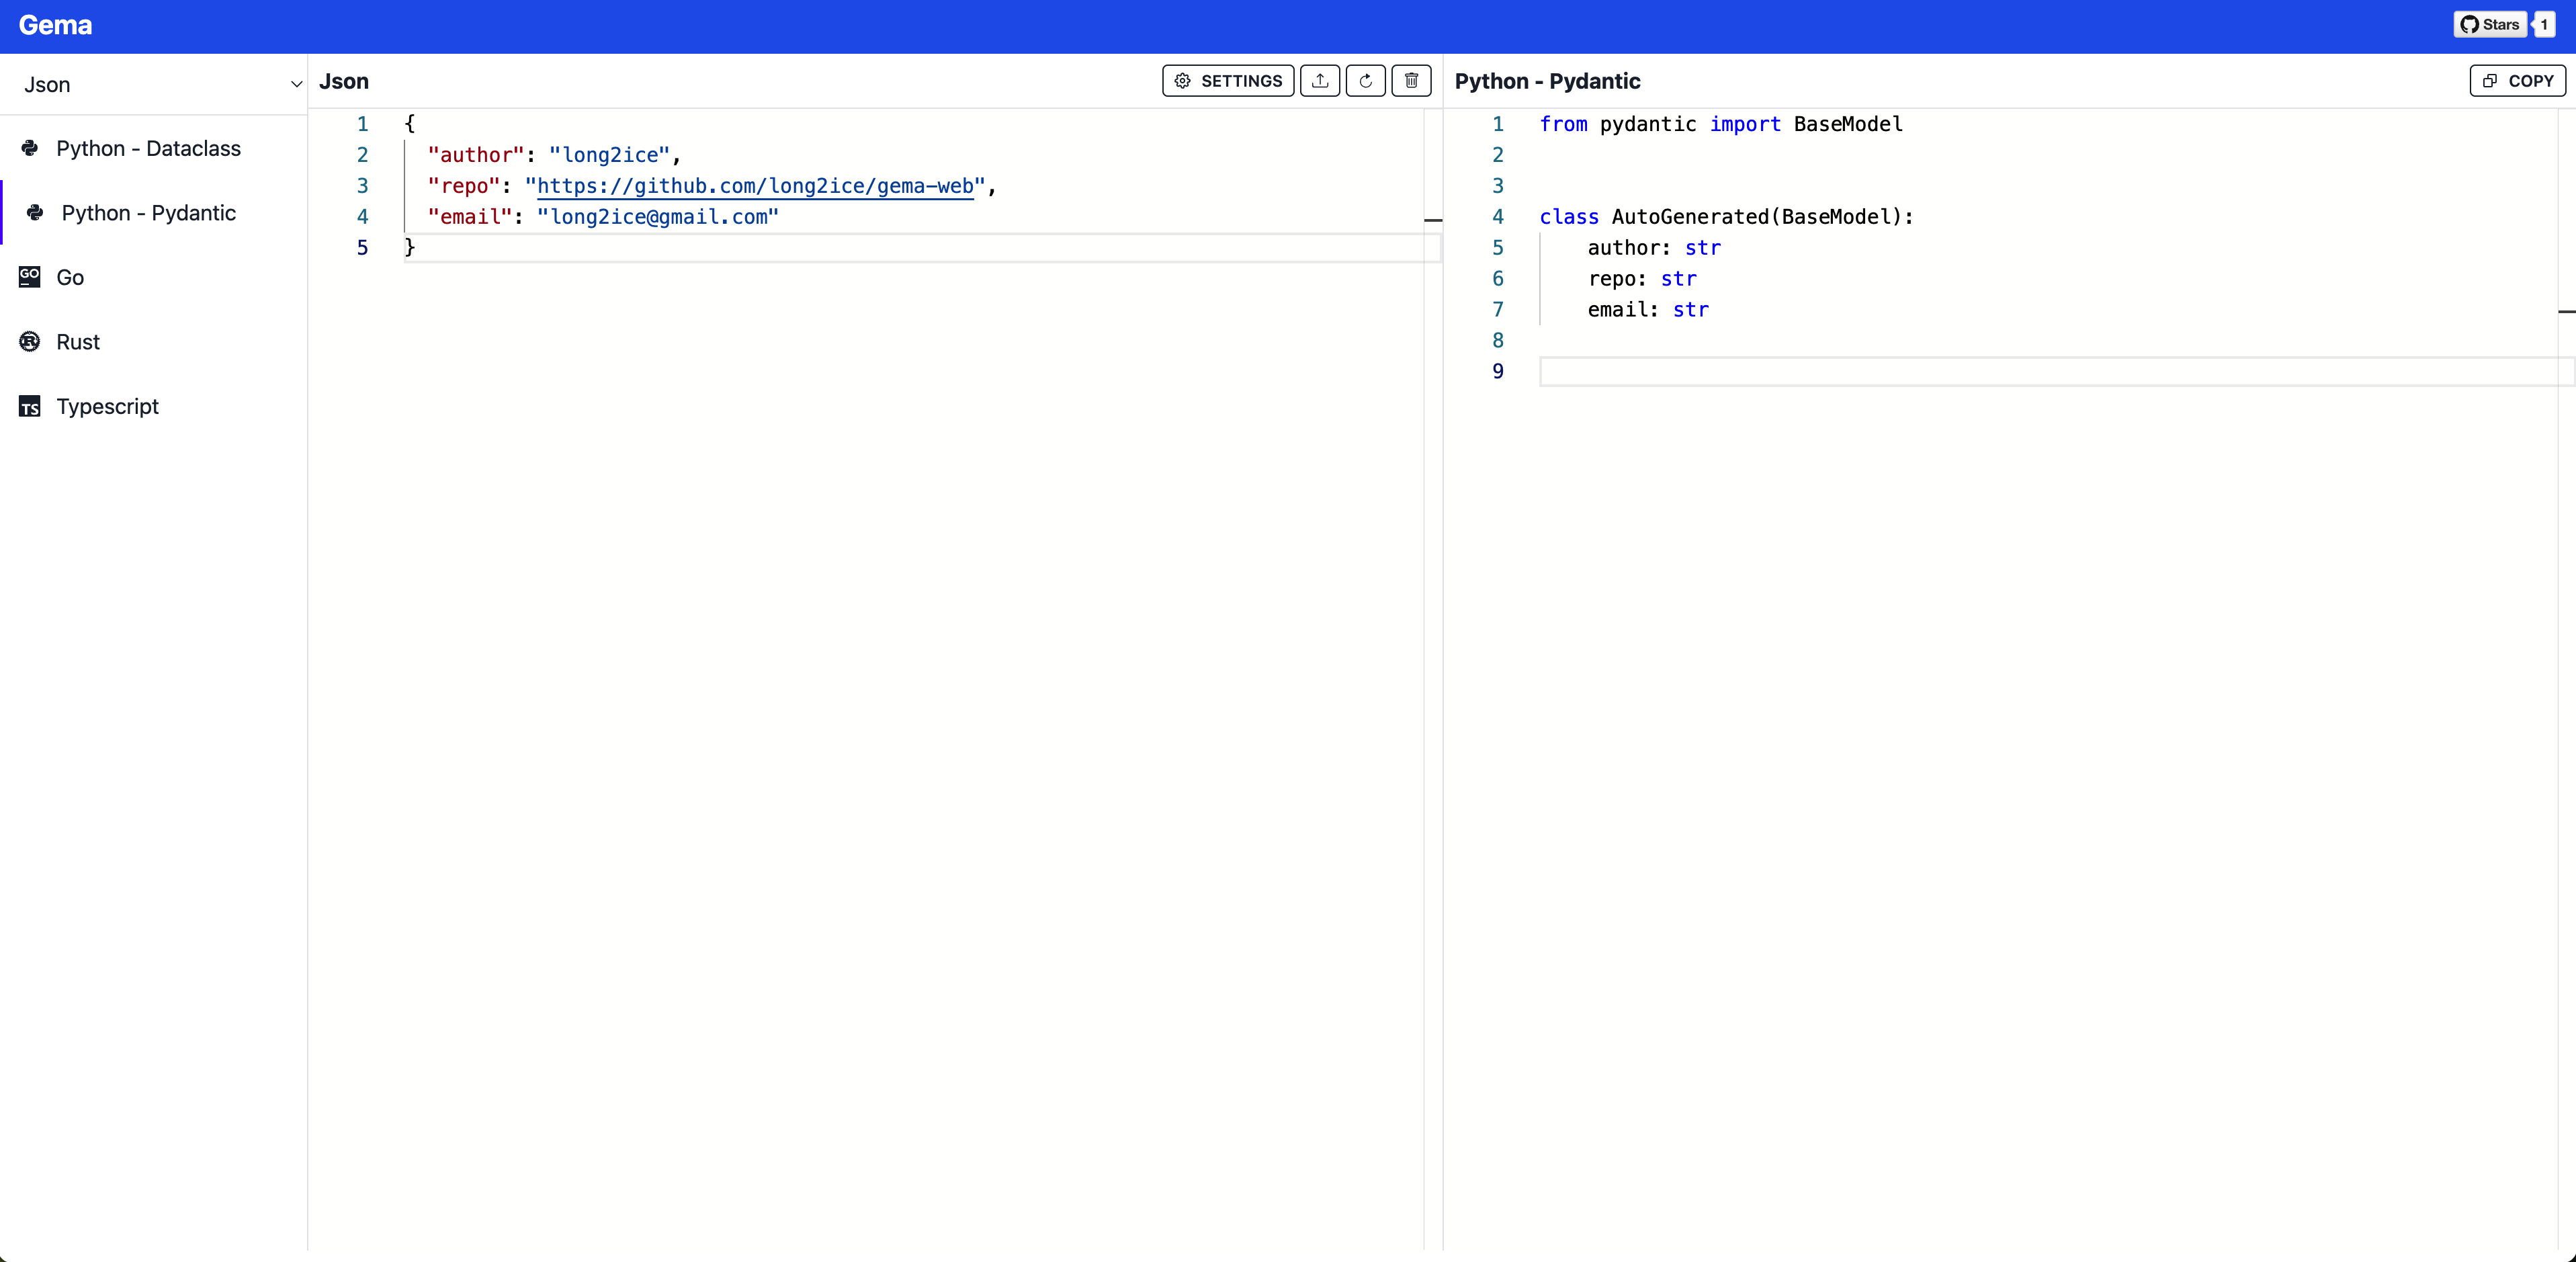 Gema
Stars 1
Json
Python - Dataclass
Python - Pydantic
Go
Rust
Typescript
Json
SETTINGS
1 {
2 "author": "long2ice",
3 "repo": "https://github.com/long2ice/gema-web",
4 "email": "long2ice@gmail.com"
5 }
Python - Pydantic
COPY
1 from pydantic import BaseModel
2
3
4 class AutoGenerated(BaseModel):
5 author: str
6 repo: str
7 email: str
8
9